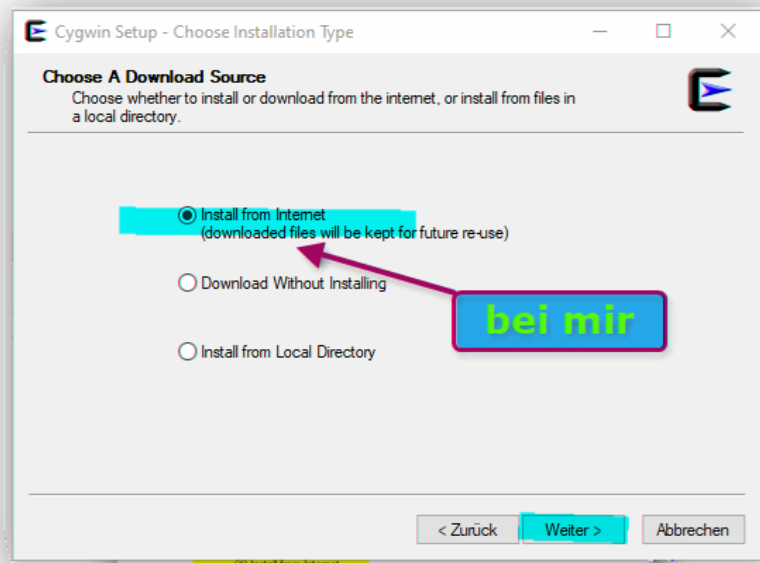 Cygwin Setup - Choose Installation Type
Choose A Download Source
Choose whether to install or download from the internet, or install from files in
a local directory.
Install from Internet
(downloaded files will be kept for future re-use)
Download Without Installing
bei mir
Install from Local Directory
< Zurück
Weiter >
Abbrechen